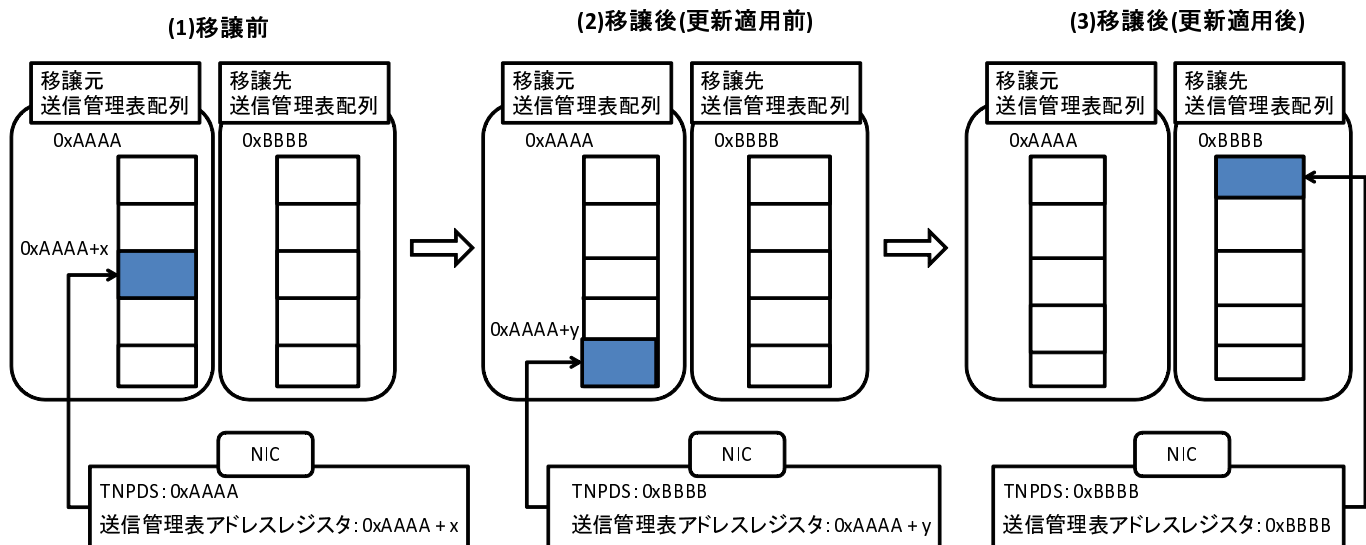 (1)移譲前
移譲元
送信管理表配列
移譲先
送信管理表配列
0xAAAA
0xBBBB
0xAAAA+x
NIC
TNPDS: 0xAAAA
送信管理表アドレスレジスタ: 0xAAAA + x
(2)移譲後(更新適用前)
移譲元
送信管理表配列
移譲先
送信管理表配列
0xAAAA
0xBBBB
0xAAAA+y
NIC
TNPDS: 0xBBBB
送信管理表アドレスレジスタ: 0xAAAA + y
(3)移譲後(更新適用後)
移譲元
送信管理表配列
移譲先
送信管理表配列
0xAAAA
0xBBBB
NIC
TNPDS: 0xBBBB
送信管理表アドレスレジスタ: 0xBBBB